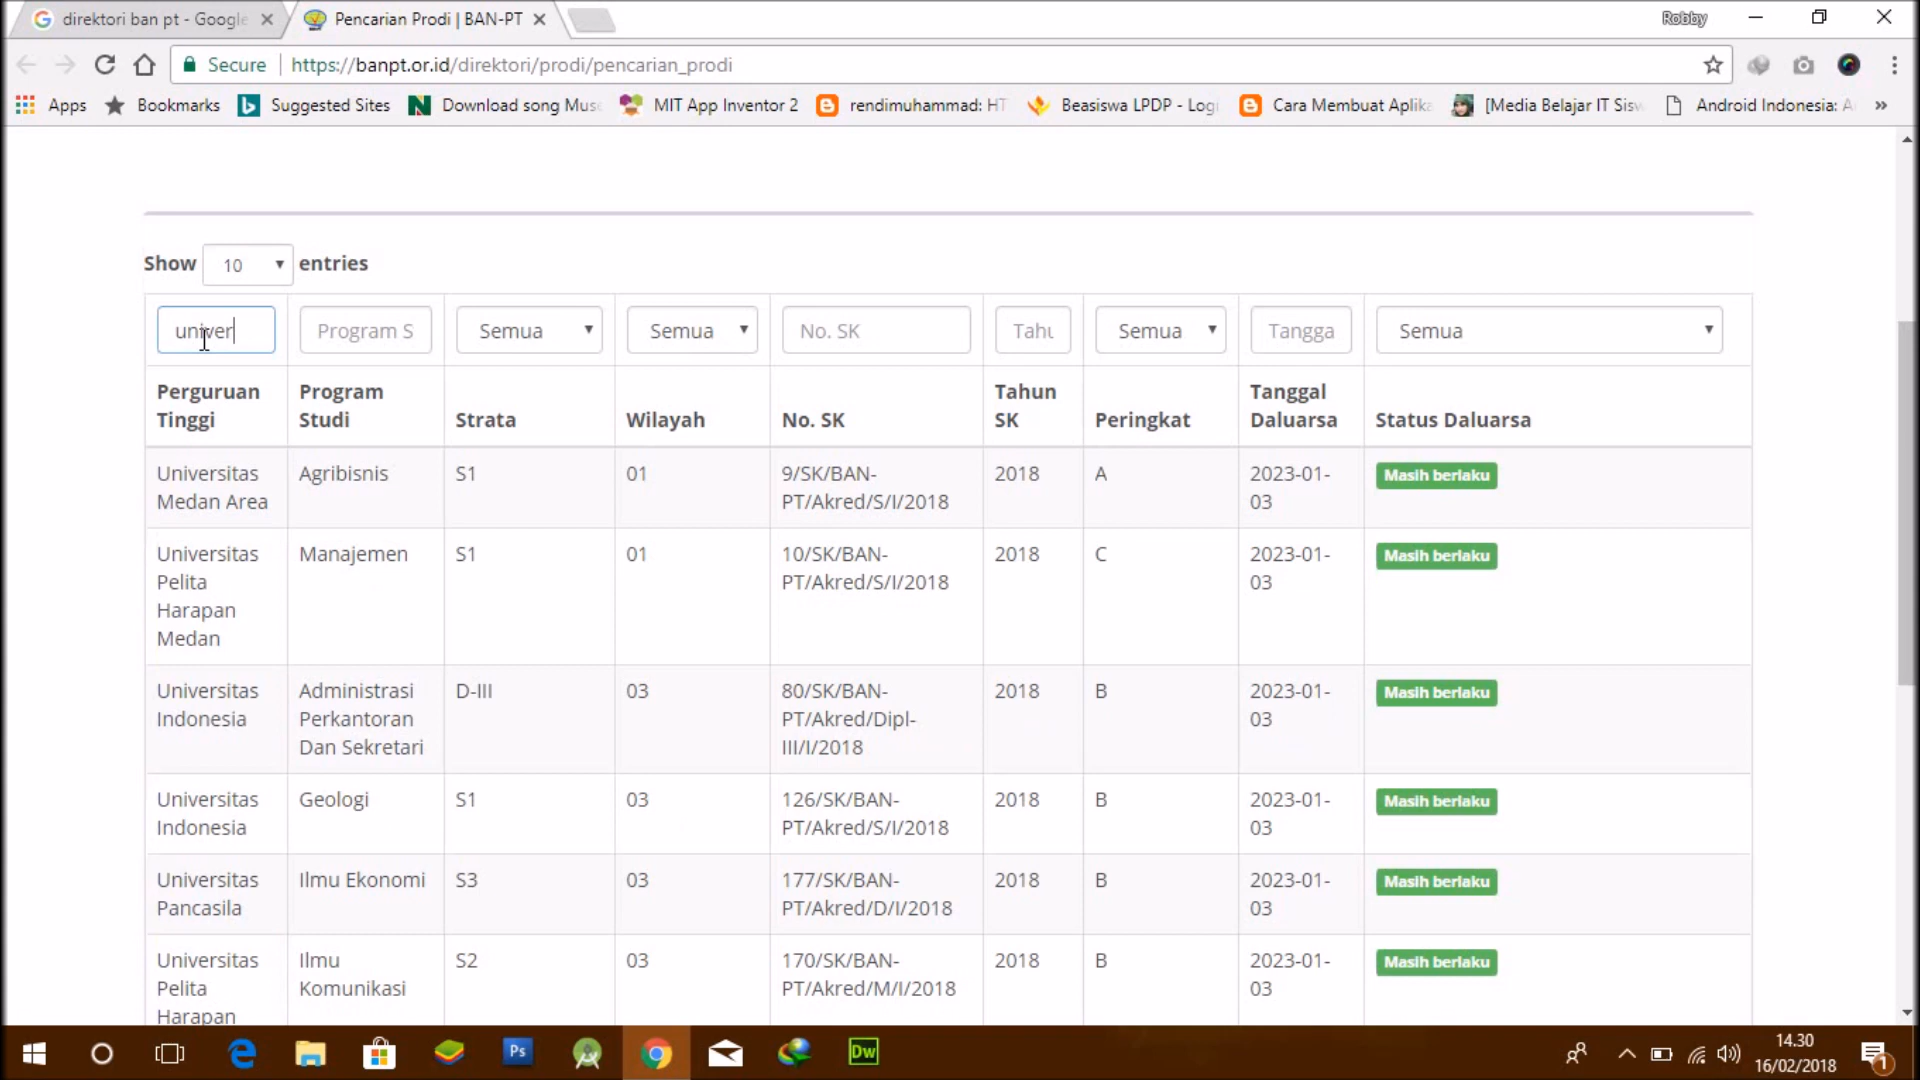 direktori ban pt - Google
Pencarian Prodi | BAN-PT
Robby
Secure
https://banpt.or.id/direktori/prodi/pencarian_prodi
Apps
Bookmarks
Suggested Sites
Download song Mus
MIT App Inventor 2
rendimuhammad: HT
Beasiswa LPDP - Logi
Cara Membuat Aplika
[Media Belajar IT Sisw
Android Indonesia: A
»
Show 10 entries
univer
Program S
Semua
Semua
No. SK
Tahu
Semua
Tangga
Semua
Perguruan
Tinggi
Program
Studi
Strata
Wilayah
No. SK
Tahun
SK
Peringkat
Tanggal
Daluarsa
Status Daluarsa
Universitas
Medan Area
Agribisnis
S1
01
9/SK/BAN-
PT/Akred/S/I/2018
2018
A
2023-01-
03
Masih berlaku
Universitas
Pelita
Harapan
Medan
Manajemen
S1
01
10/SK/BAN-
PT/Akred/S/I/2018
2018
C
2023-01-
03
Masih berlaku
Universitas
Indonesia
Administrasi
Perkantoran
Dan Sekretari
D-III
03
80/SK/BAN-
PT/Akred/Dipl-
III/I/2018
2018
B
2023-01-
03
Masih berlaku
Universitas
Indonesia
Geologi
S1
03
126/SK/BAN-
PT/Akred/S/I/2018
2018
B
2023-01-
03
Masih berlaku
Universitas
Pancasila
Ilmu Ekonomi
S3
03
177/SK/BAN-
PT/Akred/D/I/2018
2018
B
2023-01-
03
Masih berlaku
Universitas
Pelita
Harapan
Ilmu
Komunikasi
S2
03
170/SK/BAN-
PT/Akred/M/I/2018
2018
B
2023-01-
03
Masih berlaku
Ps
Dw
14.30
16/02/2018
1